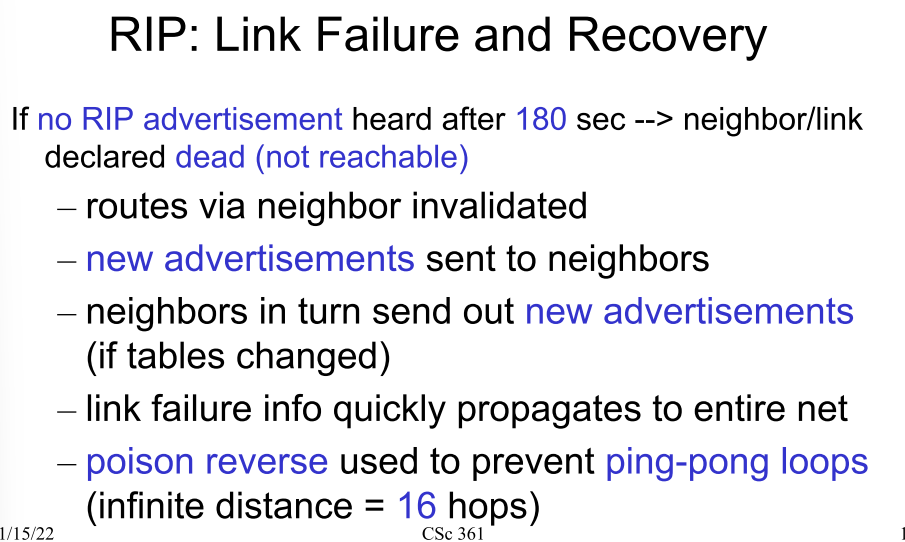 RIP: Link Failure and Recovery
If no RIP advertisement heard after 180 sec --> neighbor/link
declared dead (not reachable)
– routes via neighbor invalidated
– new advertisements sent to neighbors
– neighbors in turn send out new advertisements
(if tables changed)
– link failure info quickly propagates to entire net
– poison reverse used to prevent ping-pong loops
(infinite distance = 16 hops)
1/15/22 CSc 361 1